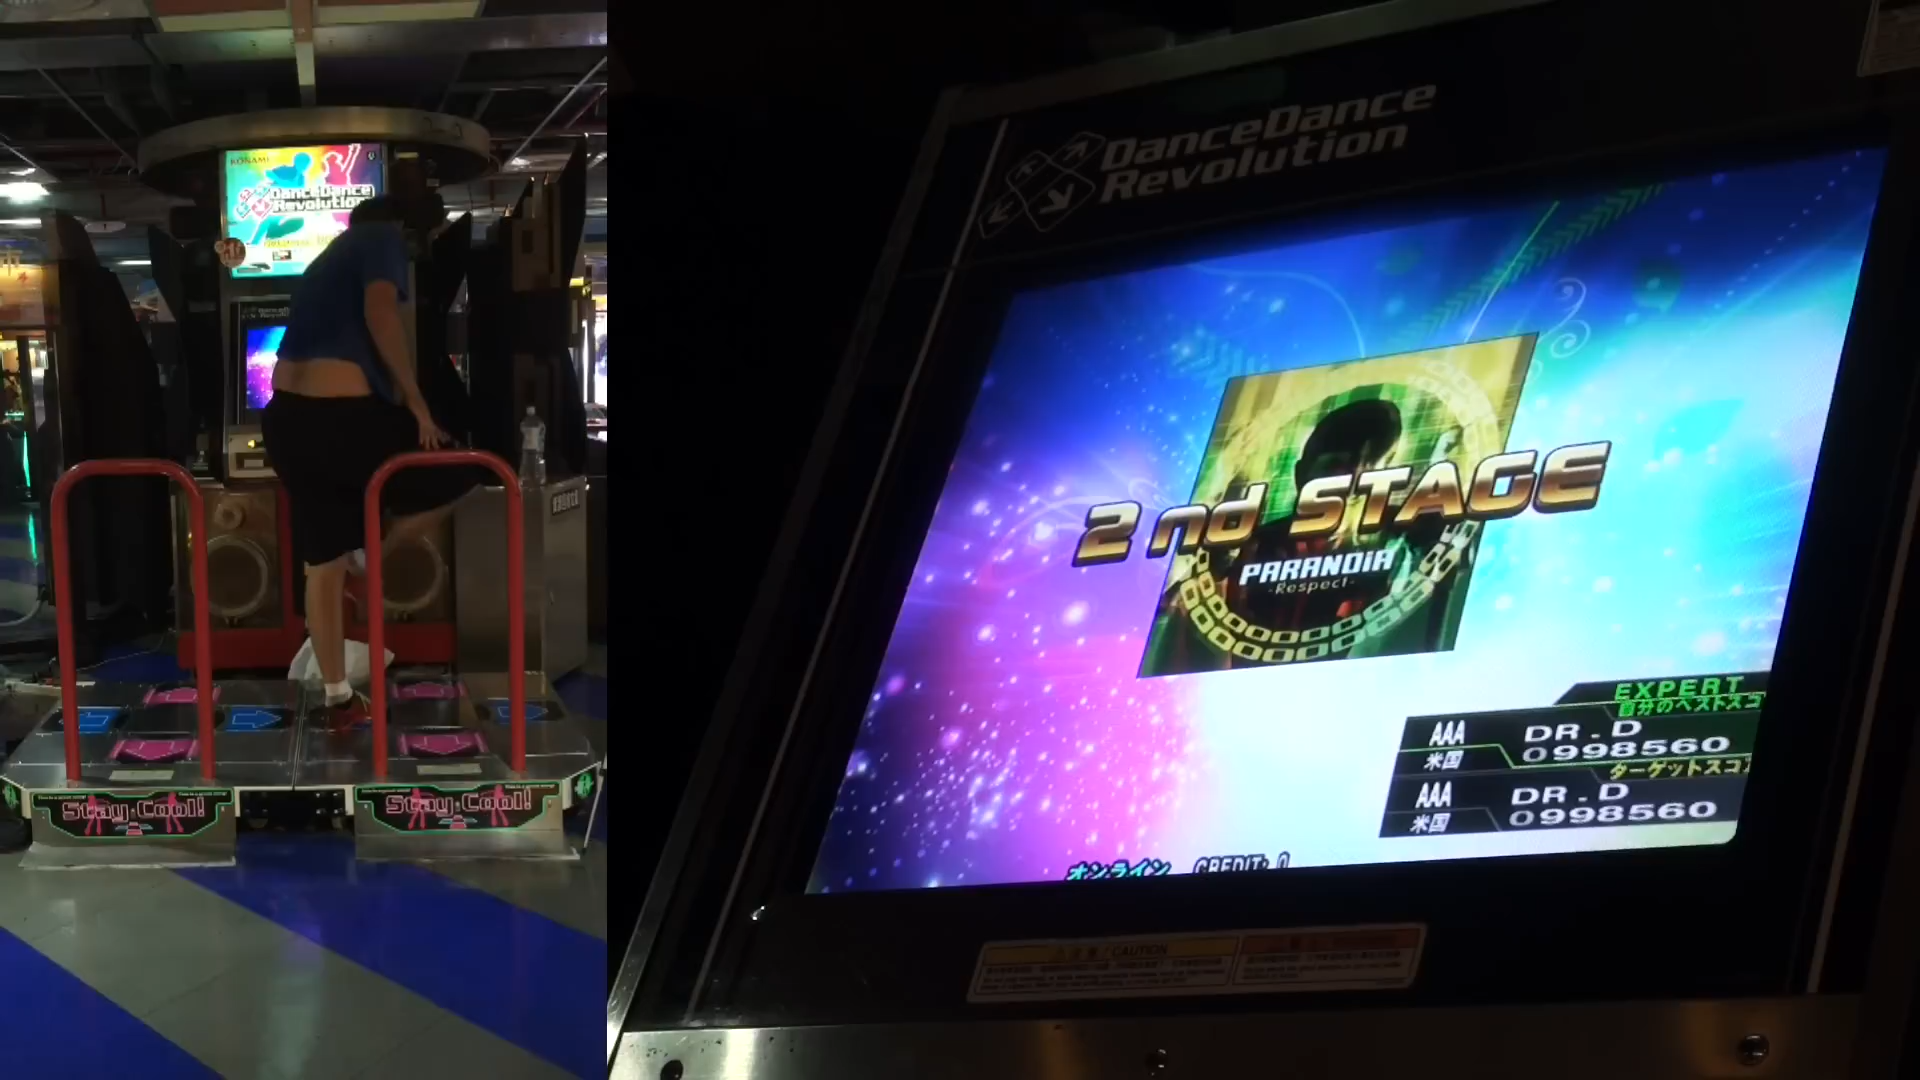 KONAMI
DanceDance
Revolution
DanceDance
Revolution
Stay Cool!
Stay Cool!
DanceDance
Revolution
2nd STAGE
PARANOiA
-Respect-
EXPERT
自分のベストスコ
AAA DR.D
米国 0998560
ターゲットスコ
AAA DR.D
米国 0998560
オンライン CREDIT: 0
CAUTION